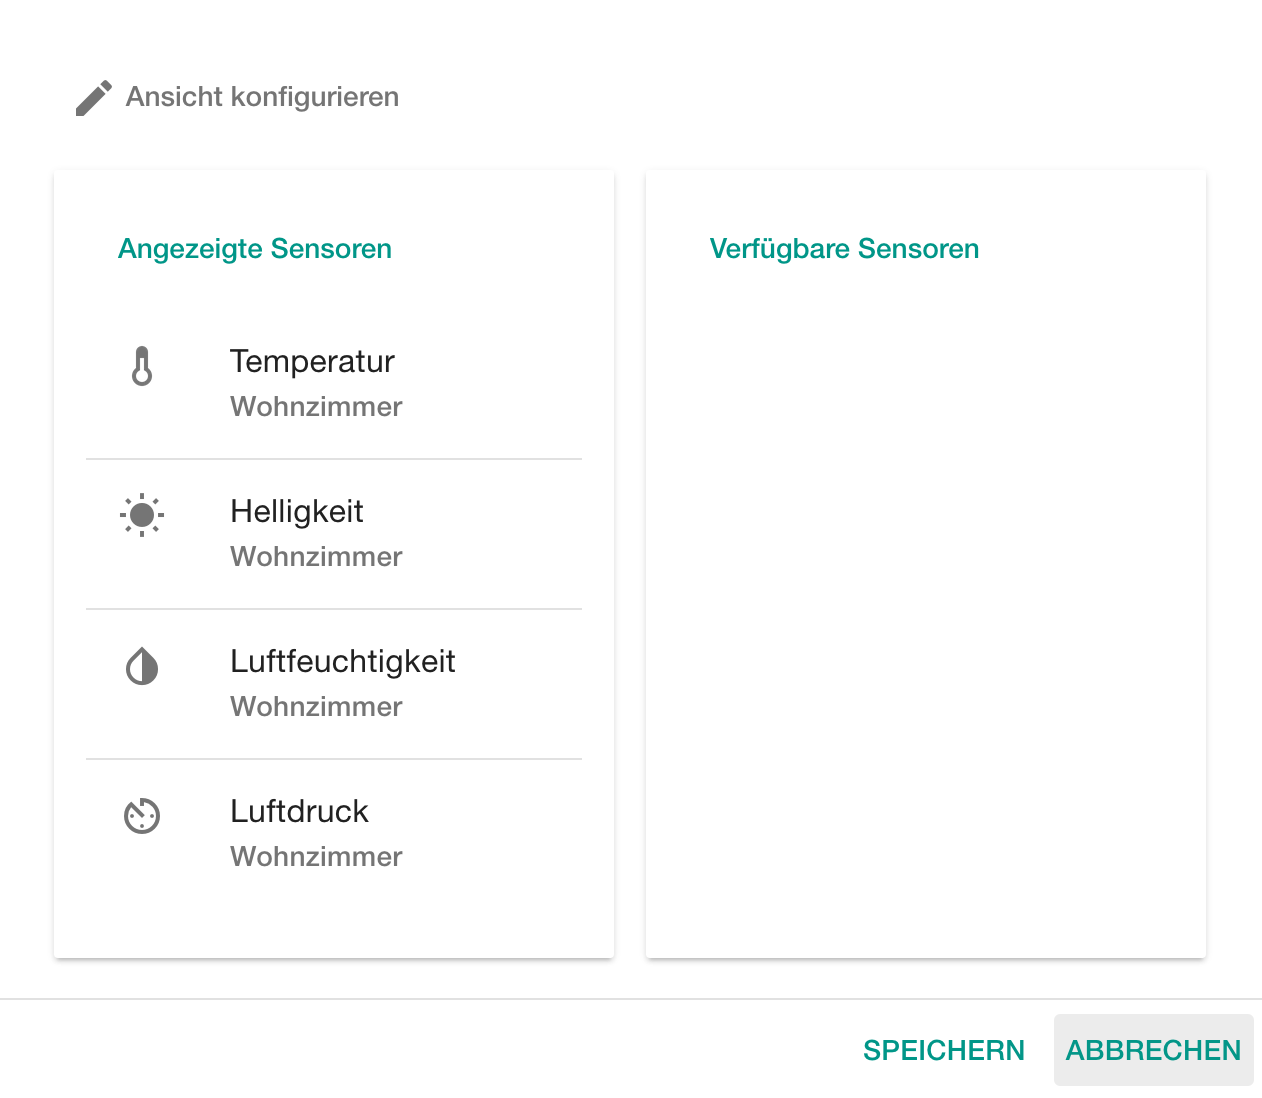 Ansicht konfigurieren
Angezeigte Sensoren
Temperatur
Wohnzimmer
Helligkeit
Wohnzimmer
Luftfeuchtigkeit
Wohnzimmer
Luftdruck
Wohnzimmer
Verfügbare Sensoren
SPEICHERN
ABBRECHEN